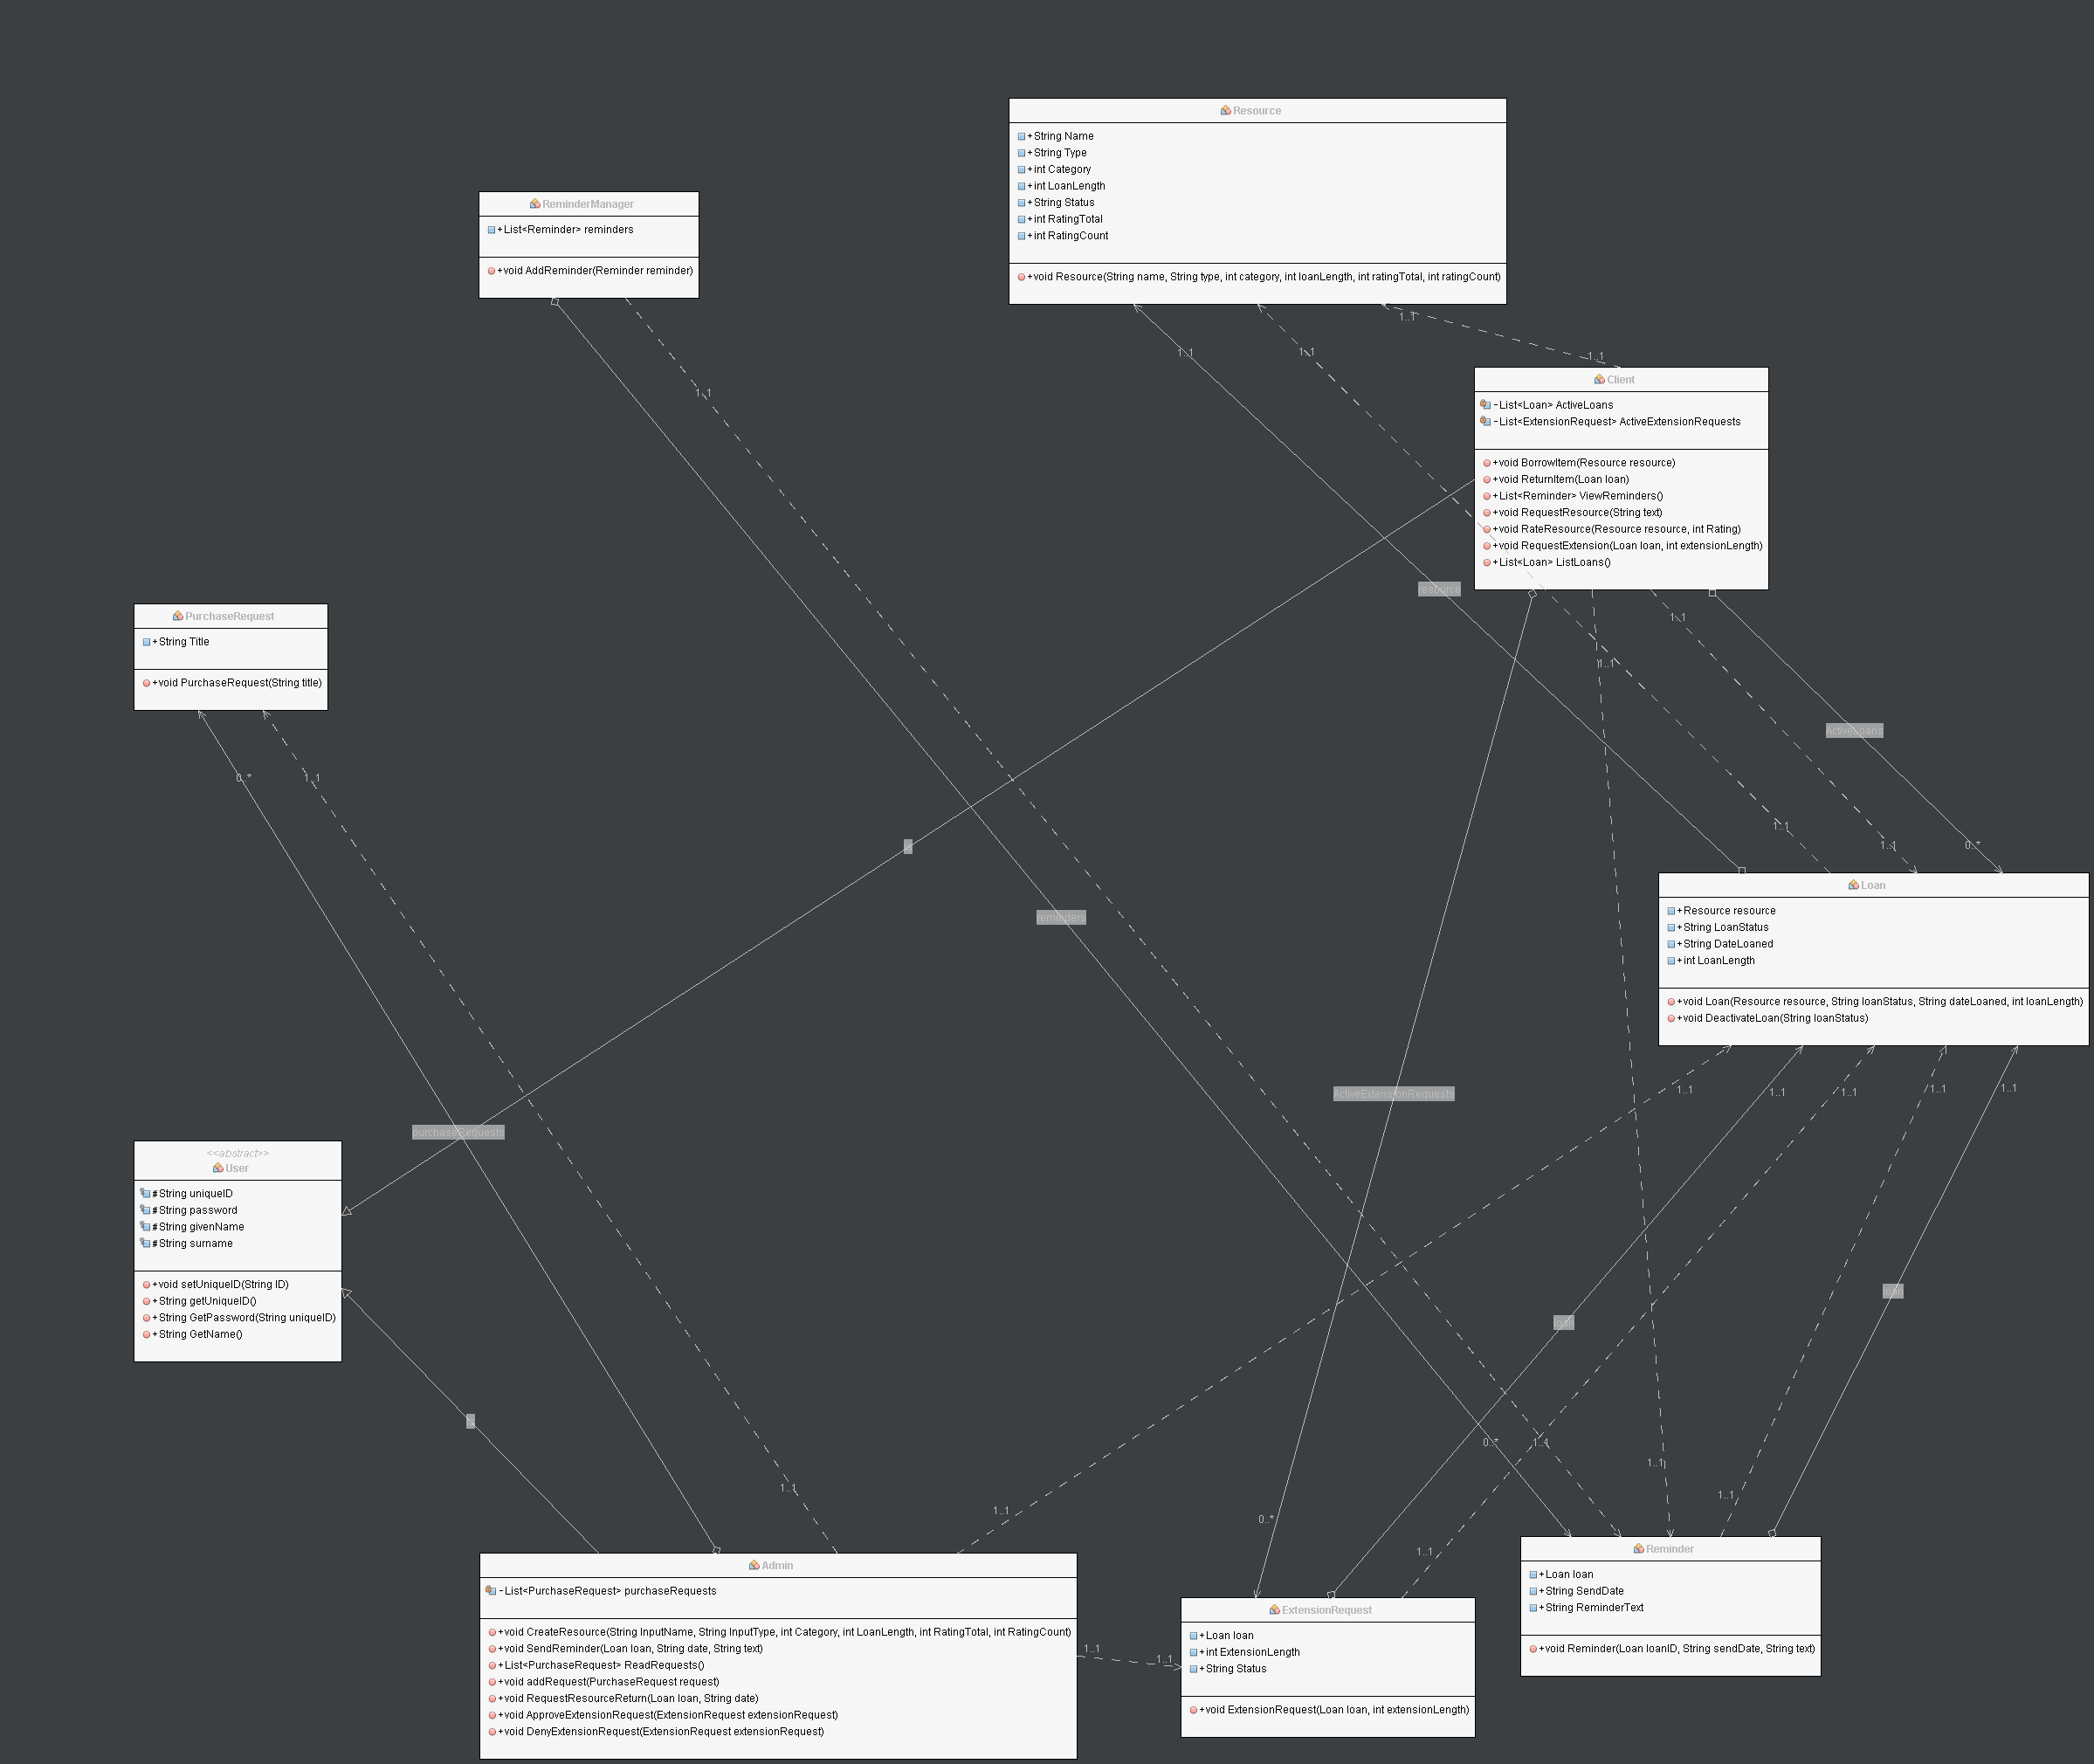 Resource
+String Name
+String Type
+int Category
+int LoanLength
+String Status
+int RatingTotal
+int RatingCount
+void Resource(String name, String type, int category, int loanLength, int ratingTotal, int ratingCount)
ReminderManager
+List<Reminder> reminders
+void AddReminder(Reminder reminder)
1..1
1..1
1..1
1..1
1..1
Client
-List<Loan> ActiveLoans
-List<ExtensionRequest> ActiveExtensionRequests
+void BorrowItem(Resource resource)
+void ReturnItem(Loan loan)
+List<Reminder> ViewReminders()
+void RequestResource(String text)
+void RateResource(Resource resource, int Rating)
+void RequestExtension(Loan loan, int extensionLength)
+List<Loan> ListLoans()
resource
PurchaseRequest
+String Title
+void PurchaseRequest(String title)
1..1
1..1
ActiveLoans
0..*
1..1
1..1
1..1
0..*
Loan
+Resource resource
+String LoanStatus
+String DateLoaned
+int LoanLength
+void Loan(Resource resource, String loanStatus, String dateLoaned, int loanLength)
+void DeactivateLoan(String loanStatus)
reminders
ActiveExtensionRequests
1..1
1..1
1..1
1..1
1..1
purchaseRequests
<<abstract>>
User
#String uniqueID
#String password
#String givenName
#String surname
+void setUniqueID(String ID)
+String getUniqueID()
+String GetPassword(String uniqueID)
+String GetName()
loan
loan
0..*
1..1
1..1
1..1
1..1
1..1
0..*
1..1
Admin
-List<PurchaseRequest> purchaseRequests
+void CreateResource(String InputName, String InputType, int Category, int LoanLength, int RatingTotal, int RatingCount)
+void SendReminder(Loan loan, String date, String text)
+List<PurchaseRequest> ReadRequests()
+void addRequest(PurchaseRequest request)
+void RequestResourceReturn(Loan loan, String date)
+void ApproveExtensionRequest(ExtensionRequest extensionRequest)
+void DenyExtensionRequest(ExtensionRequest extensionRequest)
1..1
1..1
ExtensionRequest
+Loan loan
+int ExtensionLength
+String Status
+void ExtensionRequest(Loan loan, int extensionLength)
Reminder
+Loan loan
+String SendDate
+String ReminderText
+void Reminder(Loan loanID, String sendDate, String text)